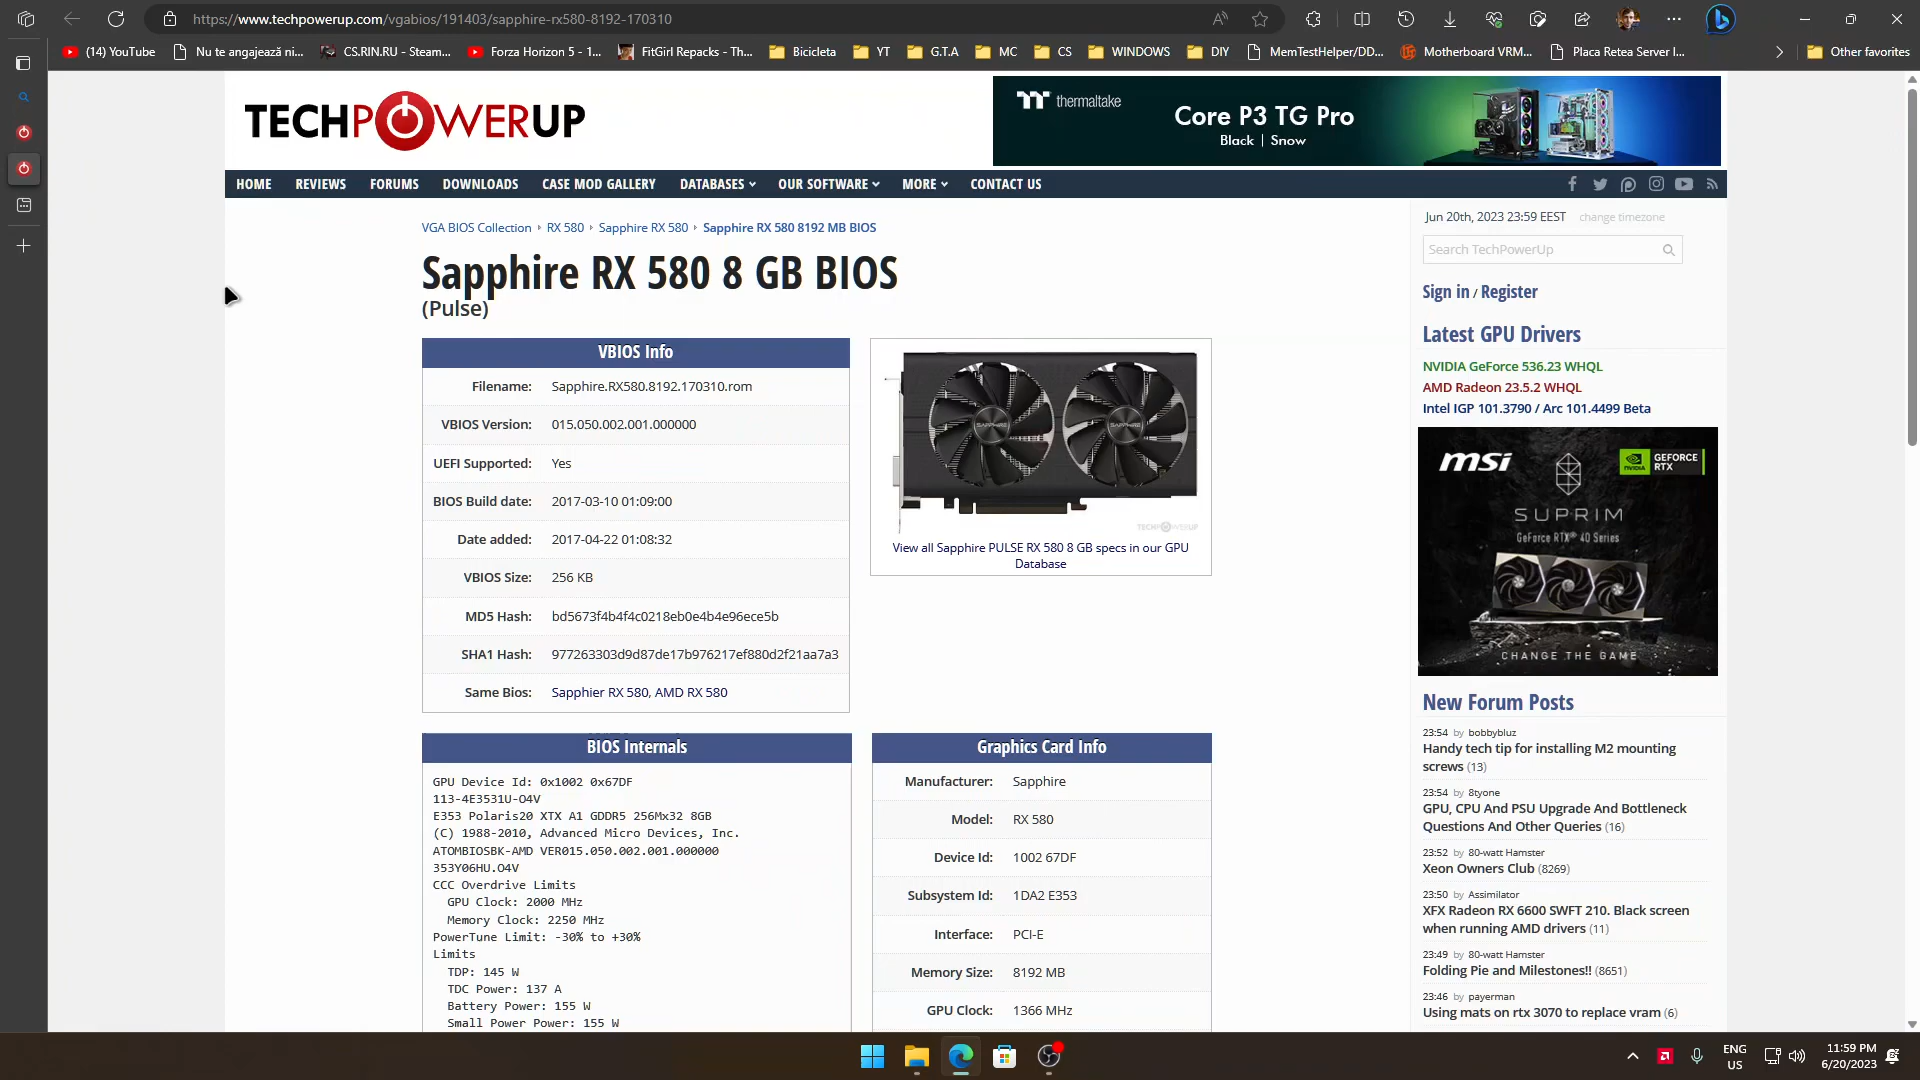 https://www.techpowerup.com/vgabios/191403/sapphire-rx580-8192-170310
(14) YouTube
Nu te angajează ni...
CS.RIN.RU - Steam...
Forza Horizon 5 - 1...
FitGirl Repacks - Th...
Bicicleta
YT
G.T.A
MC
CS
WINDOWS
DIY
MemTestHelper/DD...
Motherboard VRM...
Placa Retea Server I...
Other favorites
TECHPOWERUP
thermaltake
Core P3 TG Pro
Black | Snow
HOME
REVIEWS
FORUMS
DOWNLOADS
CASE MOD GALLERY
DATABASES
OUR SOFTWARE
MORE
CONTACT US
VGA BIOS Collection
RX 580
Sapphire RX 580
Sapphire RX 580 8192 MB BIOS
Sapphire RX 580 8 GB BIOS
(Pulse)
VBIOS Info
Filename: Sapphire.RX580.8192.170310.rom
VBIOS Version: 015.050.002.001.000000
UEFI Supported: Yes
BIOS Build date: 2017-03-10 01:09:00
Date added: 2017-04-22 01:08:32
VBIOS Size: 256 KB
MD5 Hash: bd5673f4b4f4c0218eb0e4b4e96ece5b
SHA1 Hash: 977263303d9d87de17b976217ef880d2f21aa7a3
Same Bios: Sapphier RX 580, AMD RX 580
SAPPHIRE
SAPPHIRE
TECHPOWERUP
View all Sapphire PULSE RX 580 8 GB specs in our GPU
Database
BIOS Internals
GPU Device Id: 0x1002 0x67DF
113-4E3531U-O4V
E353 Polaris20 XTX A1 GDDR5 256Mx32 8GB
(C) 1988-2010, Advanced Micro Devices, Inc.
ATOMBIOSBK-AMD VER015.050.002.001.000000
353Y06HU.O4V
CCC Overdrive Limits
GPU Clock: 2000 MHz
Memory Clock: 2250 MHz
PowerTune Limit: -30% to +30%
Limits
TDP: 145 W
TDC Power: 137 A
Battery Power: 155 W
Small Power Power: 155 W
Graphics Card Info
Manufacturer: Sapphire
Model: RX 580
Device Id: 1002 67DF
Subsystem Id: 1DA2 E353
Interface: PCI-E
Memory Size: 8192 MB
GPU Clock: 1366 MHz
Jun 20th, 2023 23:59 EEST change timezone
Search TechPowerUp
Sign in / Register
Latest GPU Drivers
NVIDIA GeForce 536.23 WHQL
AMD Radeon 23.5.2 WHQL
Intel IGP 101.3790 / Arc 101.4499 Beta
msi
NVIDIA
GEFORCE
RTX
SUPRIM
GeForce RTX® 40 Series
CHANGE THE GAME
New Forum Posts
23:54 by bobbybluz
Handy tech tip for installing M2 mounting
screws (13)
23:54 by 8tyone
GPU, CPU And PSU Upgrade And Bottleneck
Questions And Other Queries (16)
23:52 by 80-watt Hamster
Xeon Owners Club (8269)
23:50 by Assimilator
XFX Radeon RX 6600 SWFT 210. Black screen
when running AMD drivers (11)
23:49 by 80-watt Hamster
Folding Pie and Milestones!! (8651)
23:46 by payerman
Using mats on rtx 3070 to replace vram (6)
ENG
US
11:59 PM
6/20/2023